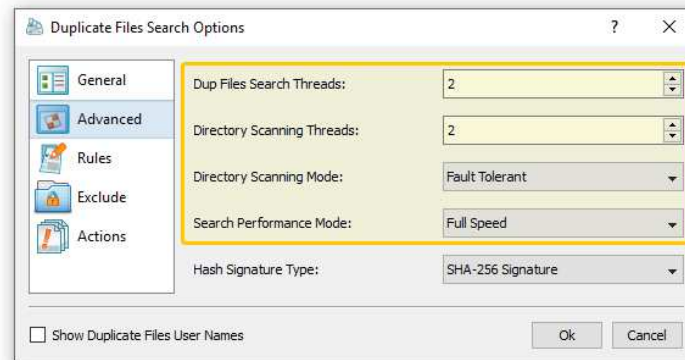 Duplicate Files Search Options
?
General
Advanced
Rules
Exclude
Actions
Dup Files Search Threads: 2
Directory Scanning Threads: 2
Directory Scanning Mode: Fault Tolerant
Search Performance Mode: Full Speed
Hash Signature Type: SHA-256 Signature
Show Duplicate Files User Names
Ok Cancel